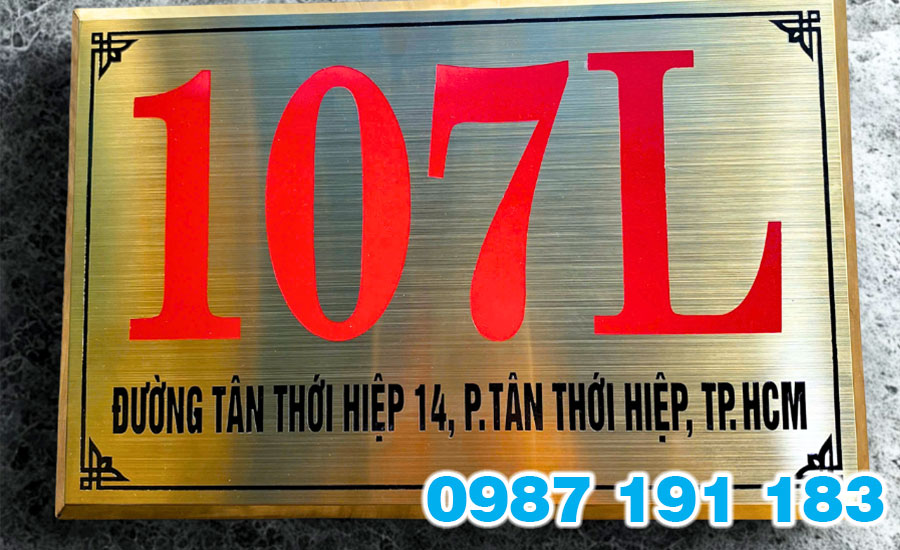 107L
ĐƯỜNG TÂN THỚI HIỆP 14, P.TÂN THỚI HIỆP, TP.HCM
0987 191 183